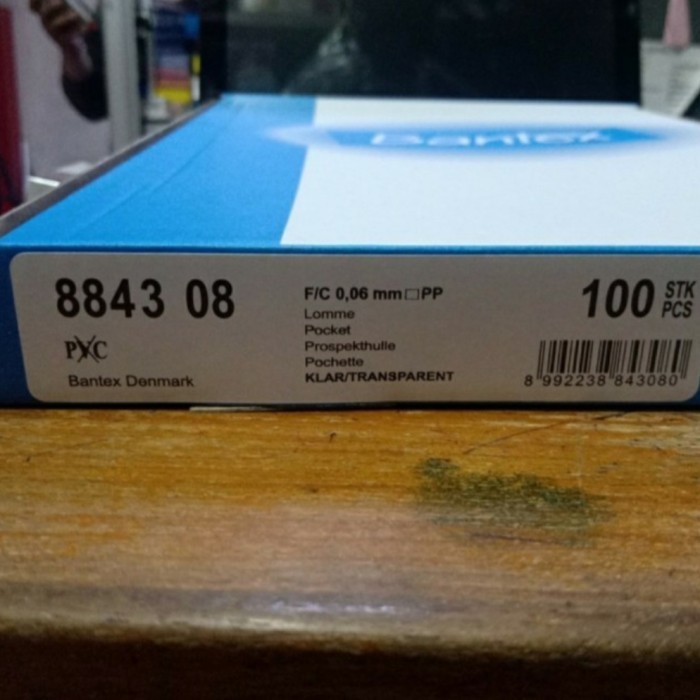 Bantex
8843 08
PVC
Bantex Denmark
F/C 0,06 mm□PP
Lomme
Pocket
Prospekthulle
Pochette
KLAR/TRANSPARENT
100 STK
PCS
8 992238 843080